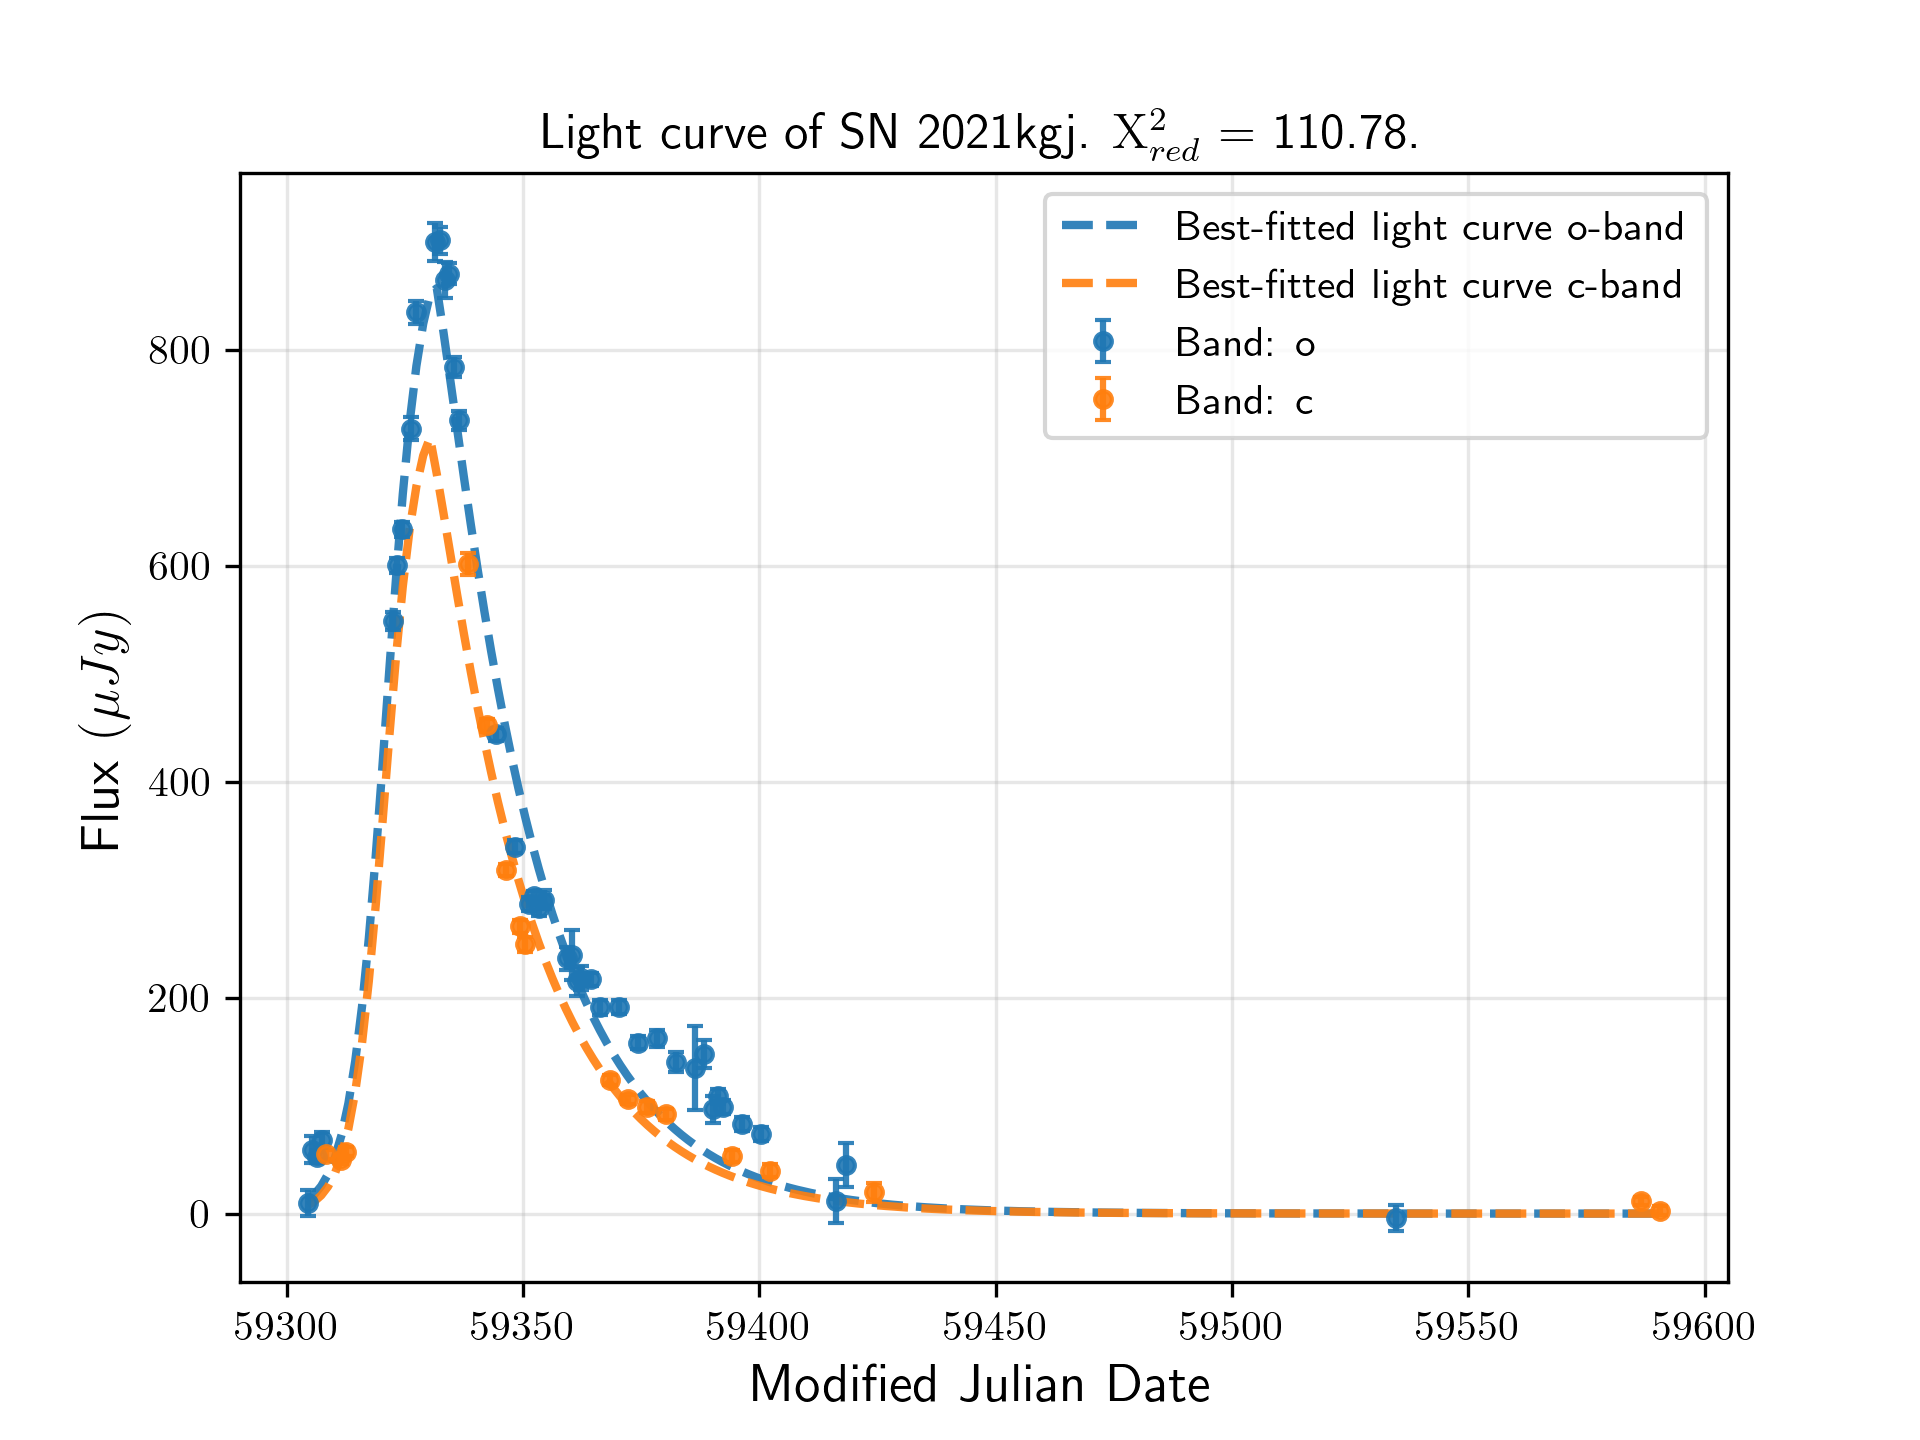 Light curve of SN 2021kgj. X²_red = 110.78.
Best-fitted light curve o-band
Best-fitted light curve c-band
Band: o
Band: c
Flux (μJy)
800
600
400
200
0
59300 59350 59400 59450 59500 59550 59600
Modified Julian Date